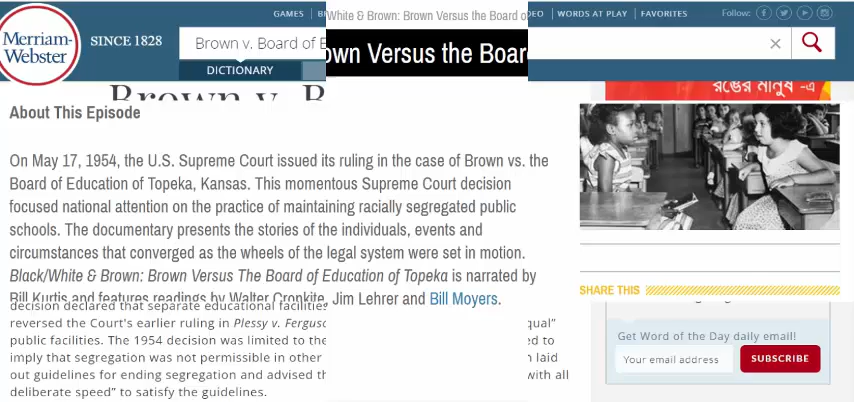 GAMES
White & Brown: Brown Versus the Board
WORDS AT PLAY
FAVORITES
Follow:
Merriam-
Webster
SINCE 1828
Brown v. Board of
Versus the Boar
DICTIONARY
Brown v.
রঙের মানুষ -এ
About This Episode
On May 17, 1954, the U.S. Supreme Court issued its ruling in the case of Brown vs. the
Board of Education of Topeka, Kansas. This momentous Supreme Court decision
focused national attention on the practice of maintaining racially segregated public
schools. The documentary presents the stories of the individuals, events and
circumstances that converged as the wheels of the legal system were set in motion.
Black/White & Brown: Brown Versus The Board of Education of Topeka is narrated by
Bill Kurtis and features readings by Walter Cronkite, Jim Lehrer and Bill Moyers.
SHARE THIS
decision declared that separate educational facilities
reversed the Court's earlier ruling in Plessy v. Ferguso qual"
public facilities. The 1954 decision was limited to the ed to
imply that segregation was not permissible in other laid
out guidelines for ending segregation and advised th with all
deliberate speed" to satisfy the guidelines.
Get Word of the Day daily email!
Your email address
SUBSCRIBE